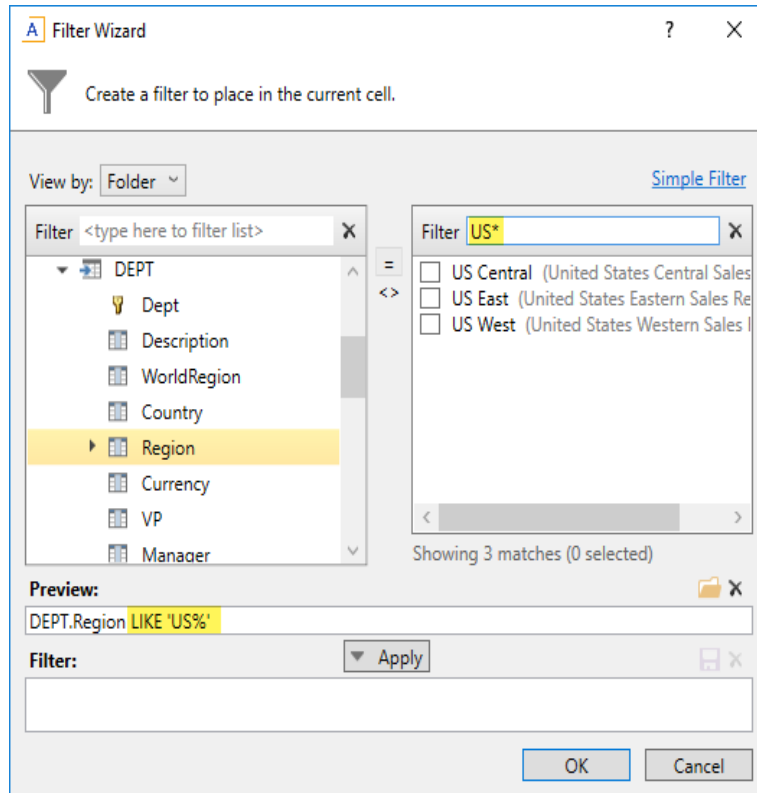 A Filter Wizard ? X
Create a filter to place in the current cell.
View by: Folder
Simple Filter
Filter <type here to filter list> X
DEPT
Dept
Description
WorldRegion
Country
Region
Currency
VP
Manager
=
<>
Filter US* X
US Central (United States Central Sales
US East (United States Eastern Sales Re
US West (United States Western Sales
Showing 3 matches (0 selected)
Preview:
DEPT.Region LIKE 'US%'
Filter:
Apply
OK
Cancel